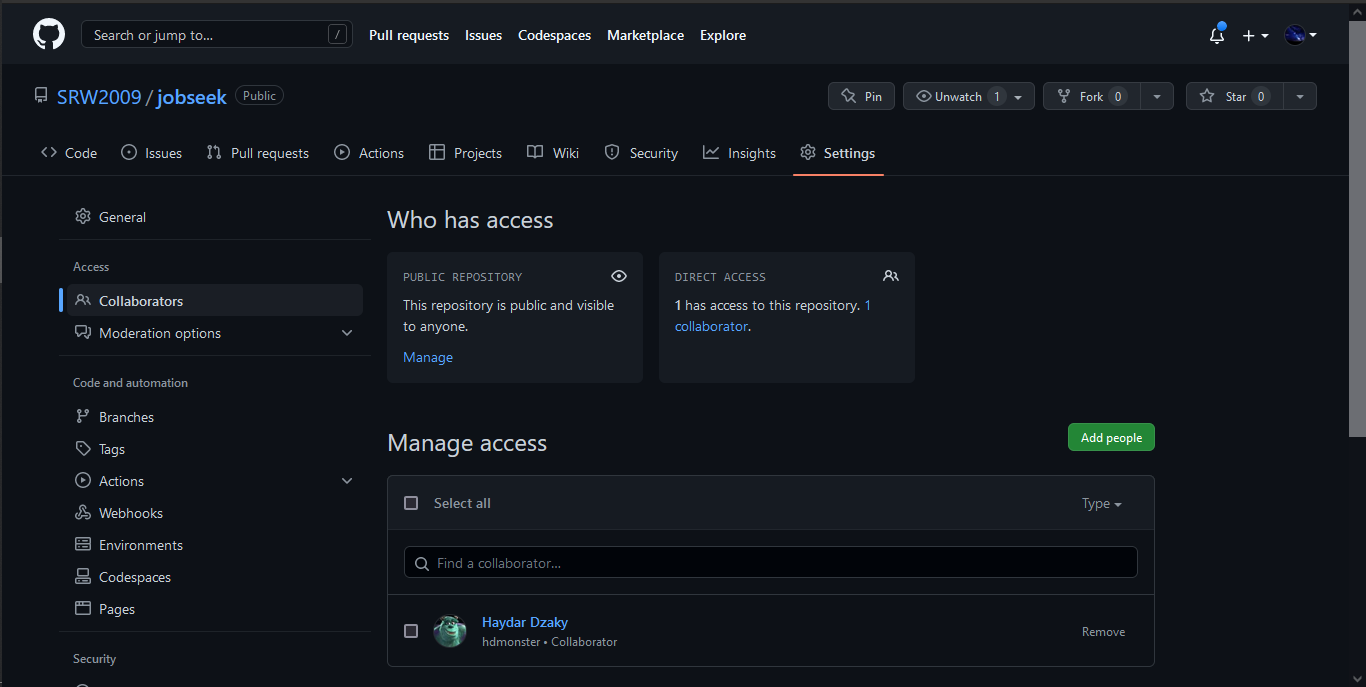 Search or jump to... /
Pull requests Issues Codespaces Marketplace Explore
SRW2009 / jobseek Public
Pin Unwatch 1 Fork 0 Star 0
Code Issues Pull requests Actions Projects Wiki Security Insights Settings
General
Access
Collaborators
Moderation options
Code and automation
Branches
Tags
Actions
Webhooks
Environments
Codespaces
Pages
Security
Who has access
PUBLIC REPOSITORY
This repository is public and visible
to anyone.
Manage
DIRECT ACCESS
1 has access to this repository. 1
collaborator.
Manage access
Add people
Select all Type
Find a collaborator...
Haydar Dzaky
hdmonster • Collaborator
Remove